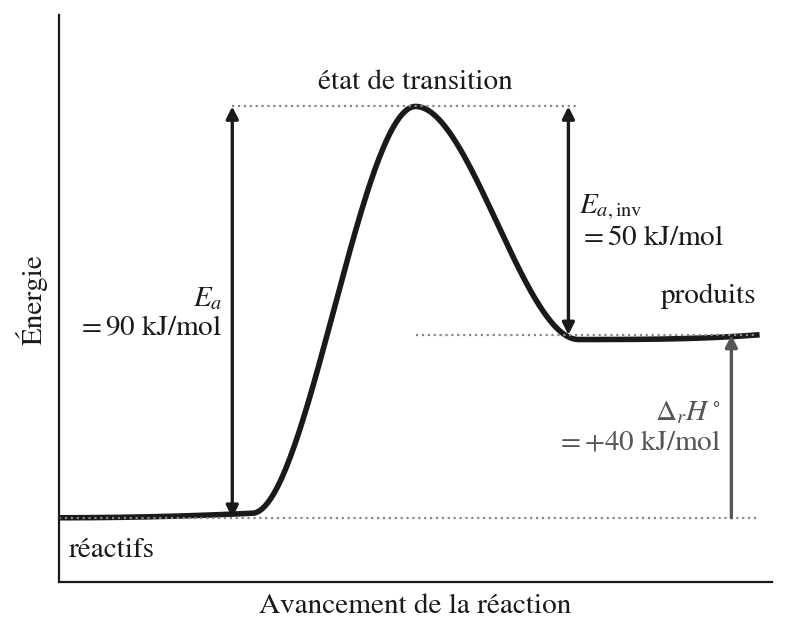 état de transition
E_{a, inv}
= 50 kJ/mol
produits
E_a
= 90 kJ/mol
Énergie
Δ_rH°
= +40 kJ/mol
réactifs
Avancement de la réaction